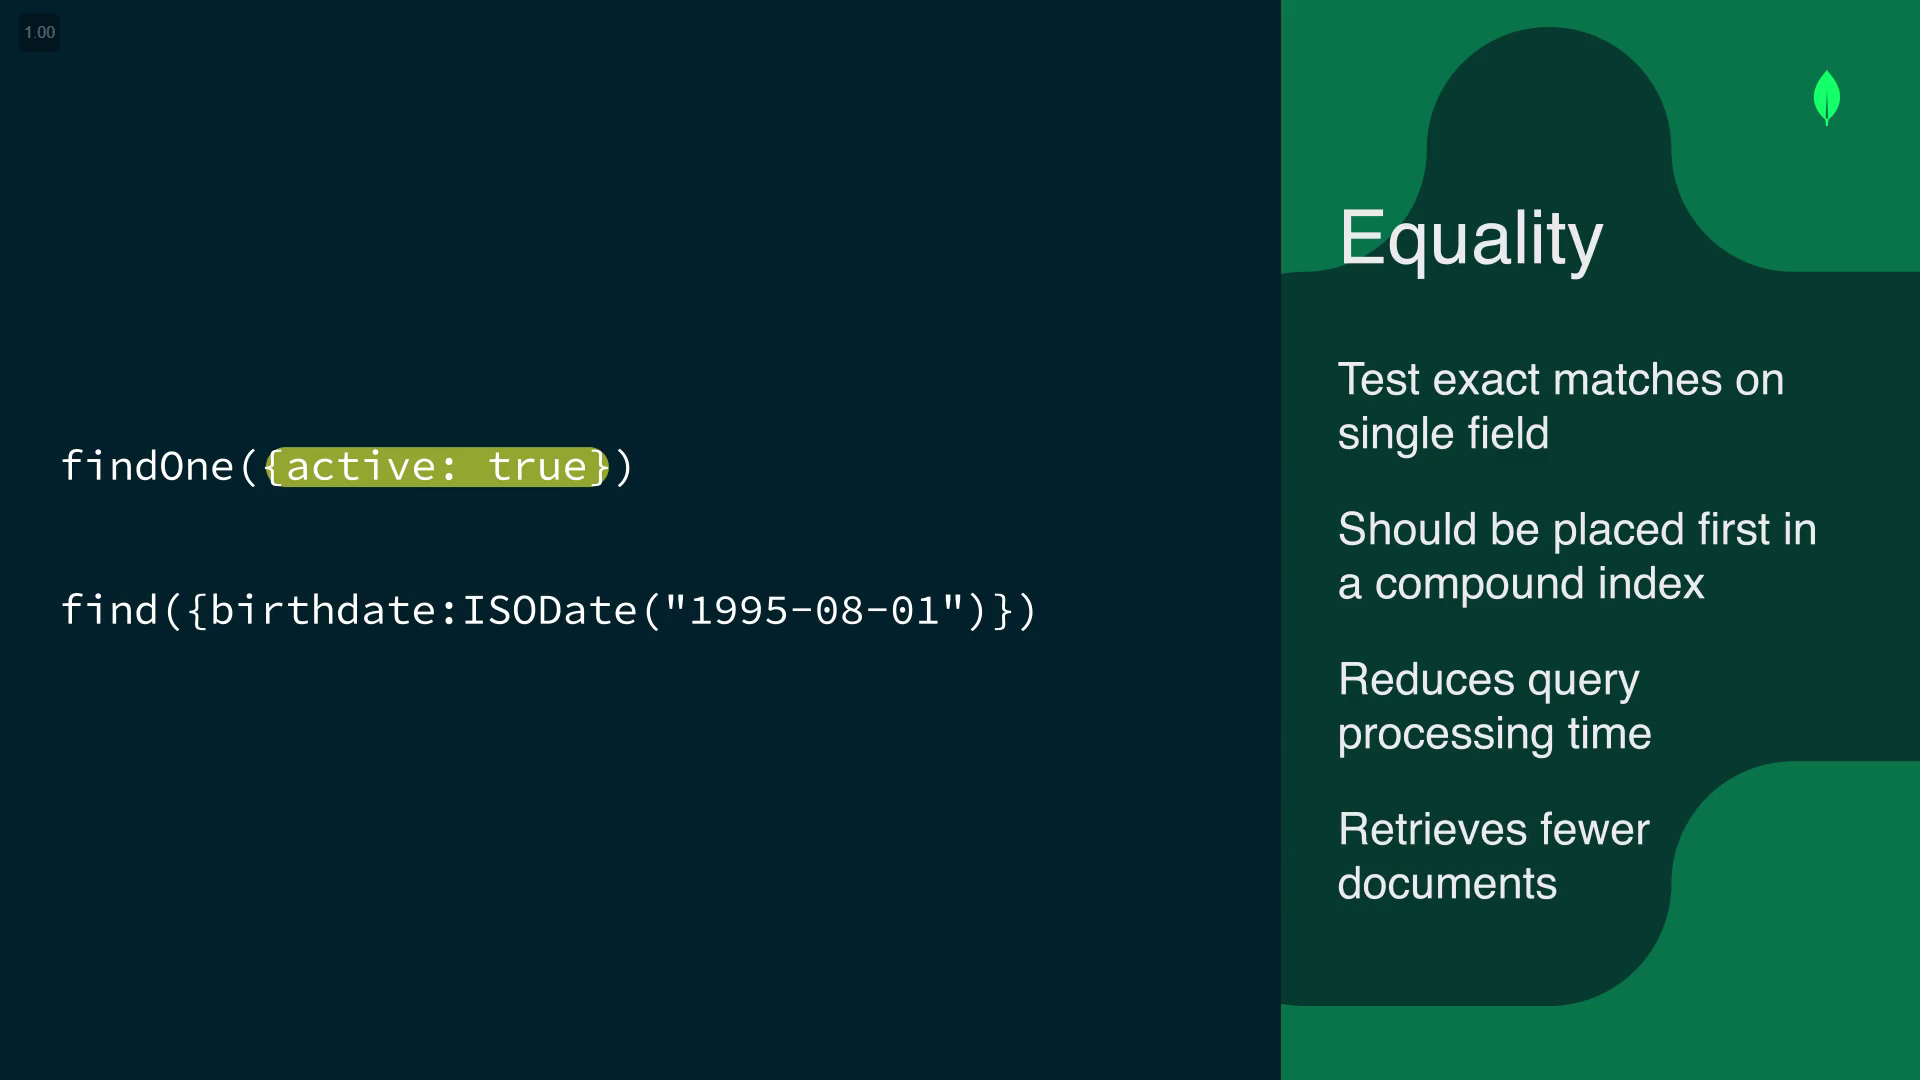 1.00
findOne({active: true})
find({birthdate:ISODate("1995-08-01")})
Equality
Test exact matches on
single field
Should be placed first in
a compound index
Reduces query
processing time
Retrieves fewer
documents